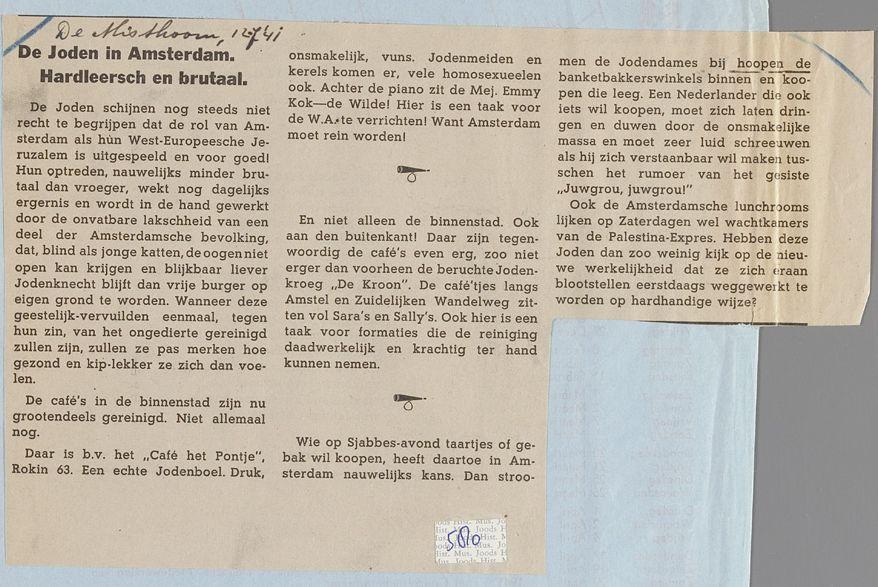 De Misthoorn, 12-7-41
De Joden in Amsterdam.
Hardleersch en brutaal.
De Joden schijnen nog steeds niet
recht te begrijpen dat de rol van Am-
sterdam als hùn West-Europeesche Je-
ruzalem is uitgespeeld en voor goed!
Hun optreden, nauwelijks minder bru-
taal dan vroeger, wekt nog dagelijks
ergernis en wordt in de hand gewerkt
door de onvatbare lakschheid van een
deel der Amsterdamsche bevolking,
dat, blind als jonge katten, de oogen niet
open kan krijgen en blijkbaar liever
Jodenknecht blijft dan vrije burger op
eigen grond te worden. Wanneer deze
geestelijk-vervuilden eenmaal, tegen
hun zin, van het ongedierte gereinigd
zullen zijn, zullen ze pas merken hoe
gezond en kip-lekker ze zich dan voe-
len.
De café's in de binnenstad zijn nu
grootendeels gereinigd. Niet allemaal
nog.
Daar is b.v. het „Café het Pontje”,
Rokin 63. Een echte Jodenboel. Druk,
onsmakelijk, vuns. Jodenmeiden en
kerels komen er, vele homosexueelen
ook. Achter de piano zit de Mej. Emmy
Kok—de Wilde! Hier is een taak voor
de W.A. te verrichten! Want Amsterdam
moet rein worden!
En niet alleen de binnenstad. Ook
aan den buitenkant! Daar zijn tegen-
woordig de café's even erg, zoo niet
erger dan voorheen de beruchte Joden-
kroeg „De Kroon”. De café'tjes langs
Amstel en Zuidelijken Wandelweg zit-
ten vol Sara's en Sally's. Ook hier is een
taak voor formaties die de reiniging
daadwerkelijk en krachtig ter hand
kunnen nemen.
Wie op Sjabbes-avond taartjes of ge-
bak wil koopen, heeft daartoe in Am-
sterdam nauwelijks kans. Dan stroo-
men de Jodendames bij hoopen de
banketbakkerswinkels binnen en koo-
pen die leeg. Een Nederlander die ook
iets wil koopen, moet zich laten drin-
gen en duwen door de onsmakelijke
massa en moet zeer luid schreeuwen
als hij zich verstaanbaar wil maken tus-
schen het rumoer van het gesiste
„Juwgrou, juwgrou!”
Ook de Amsterdamsche lunchrooms
lijken op Zaterdagen wel wachtkamers
van de Palestina-Expres. Hebben deze
Joden dan zoo weinig kijk op de nieu-
we werkelijkheid dat ze zich eraan
blootstellen eerstdaags weggewerkt te
worden op hardhandige wijze?